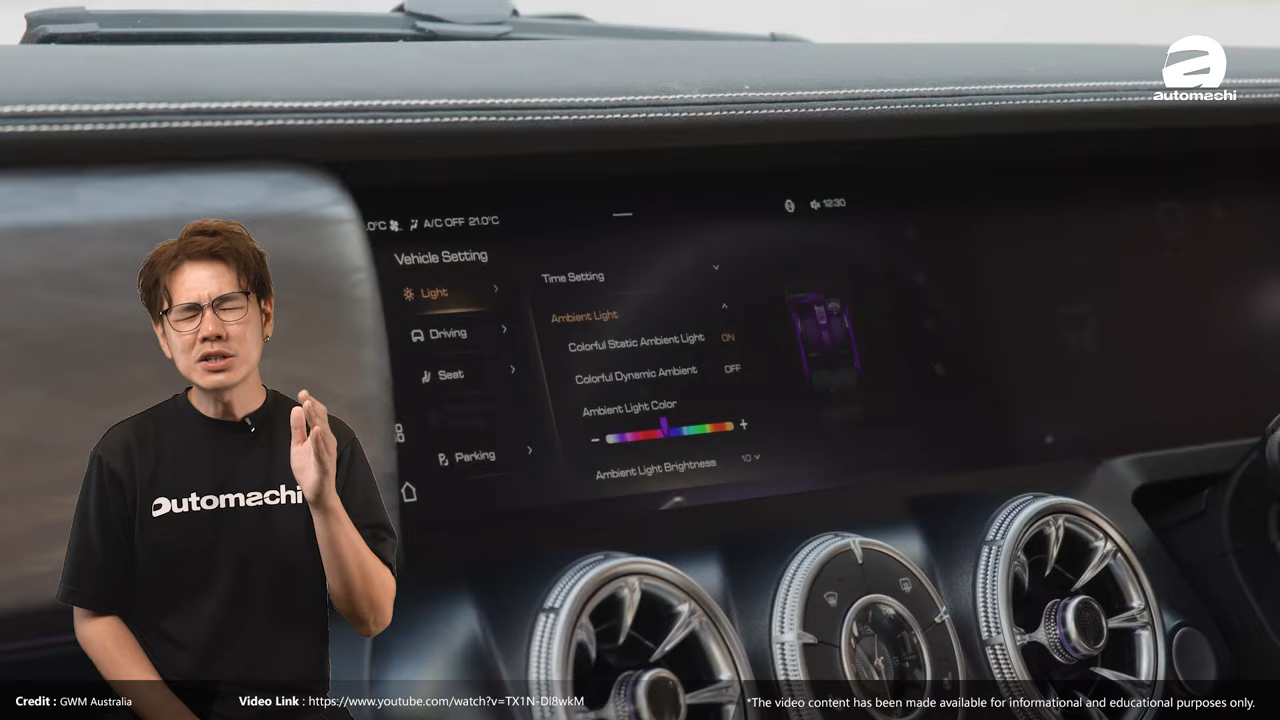 automachi
.0°C A/C OFF 21.0°C
12:30
Vehicle Setting
Light
Driving
Seat
Parking
Time Setting
Ambient Light
Colorful Static Ambient Light ON
Colorful Dynamic Ambient OFF
Ambient Light Color
− +
Ambient Light Brightness 10
automachi
Credit : GWM Australia
Video Link : https://www.youtube.com/watch?v=TX1N-Dl8wkM
*The video content has been made available for informational and educational purposes only.